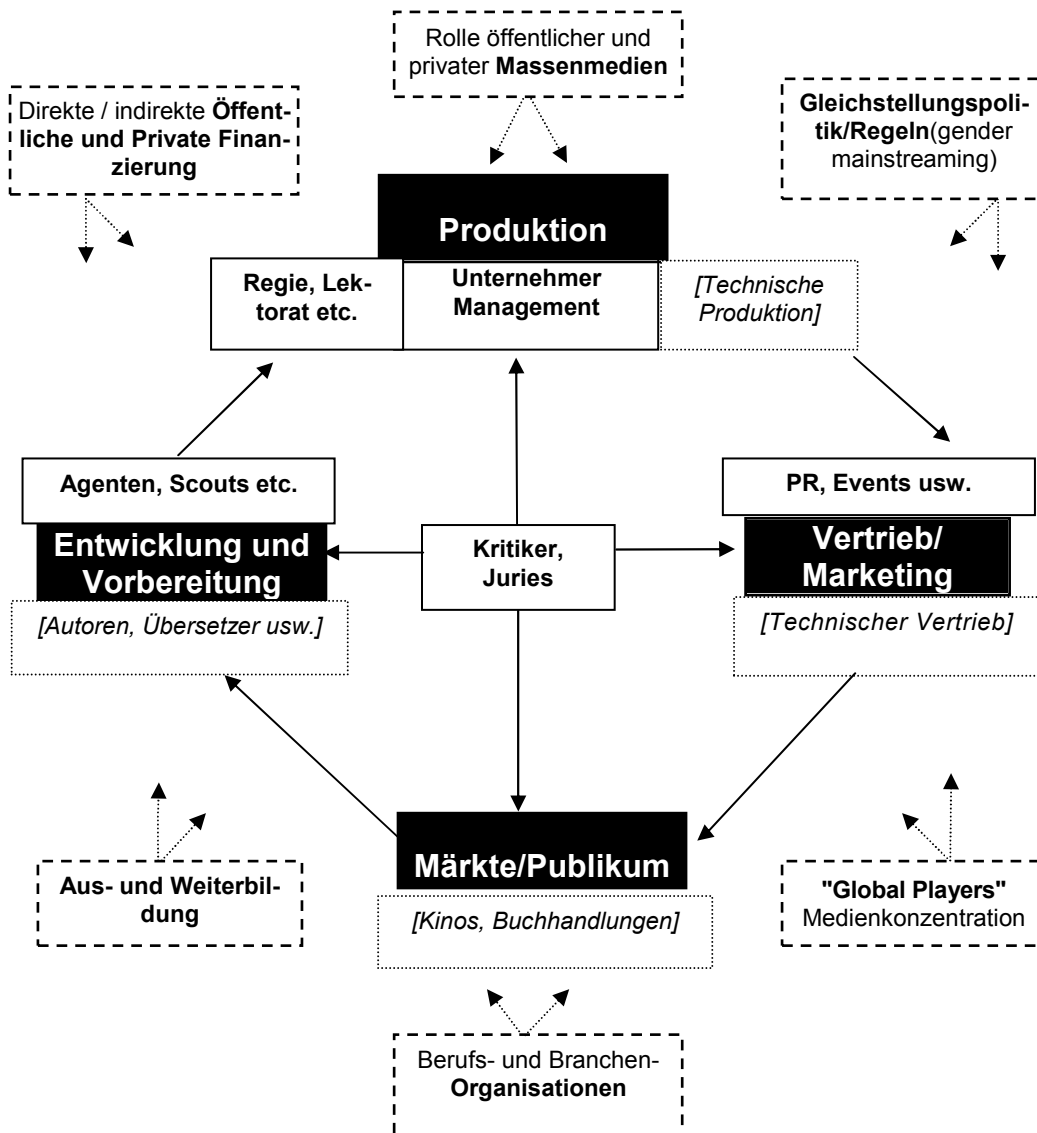 Rolle öffentlicher und
privater Massenmedien
Direkte / indirekte Öffent-
liche und Private Finan-
zierung
Gleichstellungspoli-
tik/Regeln(gender
mainstreaming)
Produktion
Regie, Lek-
torat etc.
Unternehmer
Management
[Technische
Produktion]
Agenten, Scouts etc.
Entwicklung und
Vorbereitung
[Autoren, Übersetzer usw.]
Kritiker,
Juries
PR, Events usw.
Vertrieb/
Marketing
[Technischer Vertrieb]
Märkte/Publikum
[Kinos, Buchhandlungen]
Aus- und Weiterbil-
dung
"Global Players"
Medienkonzentration
Berufs- und Branchen-
Organisationen